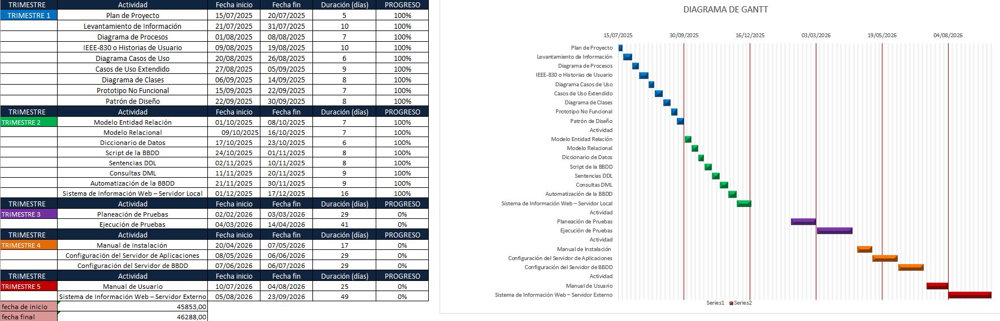 TRIMESTRE Actividad Fecha inicio Fecha fin Duración (días) PROGRESO
TRIMESTRE 1 Plan de Proyecto 15/07/2025 20/07/2025 5 100%
Levantamiento de Información 21/07/2025 31/07/2025 10 100%
Diagrama de Procesos 01/08/2025 08/08/2025 7 100%
IEEE-830 o Historias de Usuario 09/08/2025 19/08/2025 10 100%
Diagrama Casos de Uso 20/08/2025 26/08/2025 6 100%
Casos de Uso Extendido 27/08/2025 05/09/2025 9 100%
Diagrama de Clases 06/09/2025 14/09/2025 8 100%
Prototipo No Funcional 15/09/2025 22/09/2025 7 100%
Patrón de Diseño 22/09/2025 30/09/2025 8 100%
TRIMESTRE Actividad Fecha inicio Fecha fin Duración (días) PROGRESO
TRIMESTRE 2 Modelo Entidad Relación 01/10/2025 08/10/2025 7 100%
Modelo Relacional 09/10/2025 16/10/2025 7 100%
Diccionario de Datos 17/10/2025 23/10/2025 6 100%
Script de la BBDD 24/10/2025 01/11/2025 8 100%
Sentencias DDL 02/11/2025 10/11/2025 8 100%
Consultas DML 11/11/2025 20/11/2025 9 100%
Automatización de la BBDD 21/11/2025 30/11/2025 9 100%
Sistema de Información Web – Servidor Local 01/12/2025 17/12/2025 16 100%
TRIMESTRE Actividad Fecha inicio Fecha fin Duración (días) PROGRESO
TRIMESTRE 3 Planeación de Pruebas 02/02/2026 03/03/2026 29 0%
Ejecución de Pruebas 04/03/2026 14/04/2026 41 0%
TRIMESTRE Actividad Fecha inicio Fecha fin Duración (días) PROGRESO
TRIMESTRE 4 Manual de Instalación 20/04/2026 07/05/2026 17 0%
Configuración del Servidor de Aplicaciones 08/05/2026 06/06/2026 29 0%
Configuración del Servidor de BBDD 07/06/2026 06/07/2026 29 0%
TRIMESTRE Actividad Fecha inicio Fecha fin Duración (días) PROGRESO
TRIMESTRE 5 Manual de Usuario 10/07/2026 04/08/2026 25 0%
Sistema de Información Web – Servidor Externo 05/08/2026 23/09/2026 49 0%
fecha de inicio 45853,00
fecha final 46288,00
DIAGRAMA DE GANTT
15/07/2025 30/09/2025 16/12/2025 03/03/2026 19/05/2026 04/08/2026
Plan de Proyecto
Levantamiento de Información
Diagrama de Procesos
IEEE-830 o Historias de Usuario
Diagrama Casos de Uso
Casos de Uso Extendido
Diagrama de Clases
Prototipo No Funcional
Patrón de Diseño
Actividad
Modelo Entidad Relación
Modelo Relacional
Diccionario de Datos
Script de la BBDD
Sentencias DDL
Consultas DML
Automatización de la BBDD
Sistema de Información Web – Servidor Local
Actividad
Planeación de Pruebas
Ejecución de Pruebas
Actividad
Manual de Instalación
Configuración del Servidor de Aplicaciones
Configuración del Servidor de BBDD
Actividad
Manual de Usuario
Sistema de Información Web – Servidor Externo
Series1 Series2